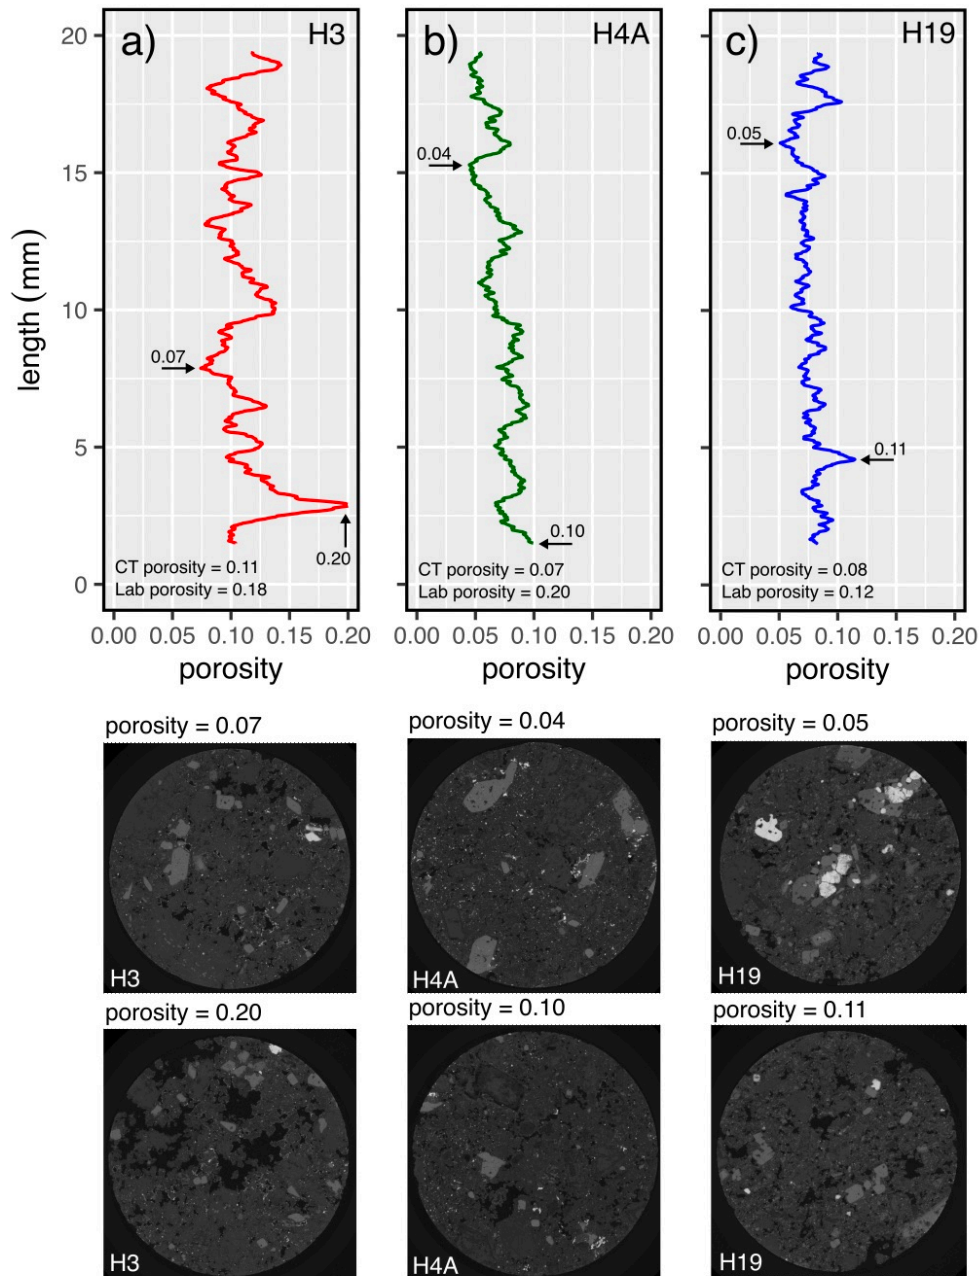 a) H3
b) H4A
c) H19
length (mm)
20
15
10
5
0
0.07
0.20
CT porosity = 0.11
Lab porosity = 0.18
0.04
0.10
CT porosity = 0.07
Lab porosity = 0.20
0.05
0.11
CT porosity = 0.08
Lab porosity = 0.12
0.00 0.05 0.10 0.15 0.20
0.00 0.05 0.10 0.15 0.20
0.00 0.05 0.10 0.15 0.20
porosity
porosity
porosity
porosity = 0.07
porosity = 0.04
porosity = 0.05
H3
H4A
H19
porosity = 0.20
porosity = 0.10
porosity = 0.11
H3
H4A
H19